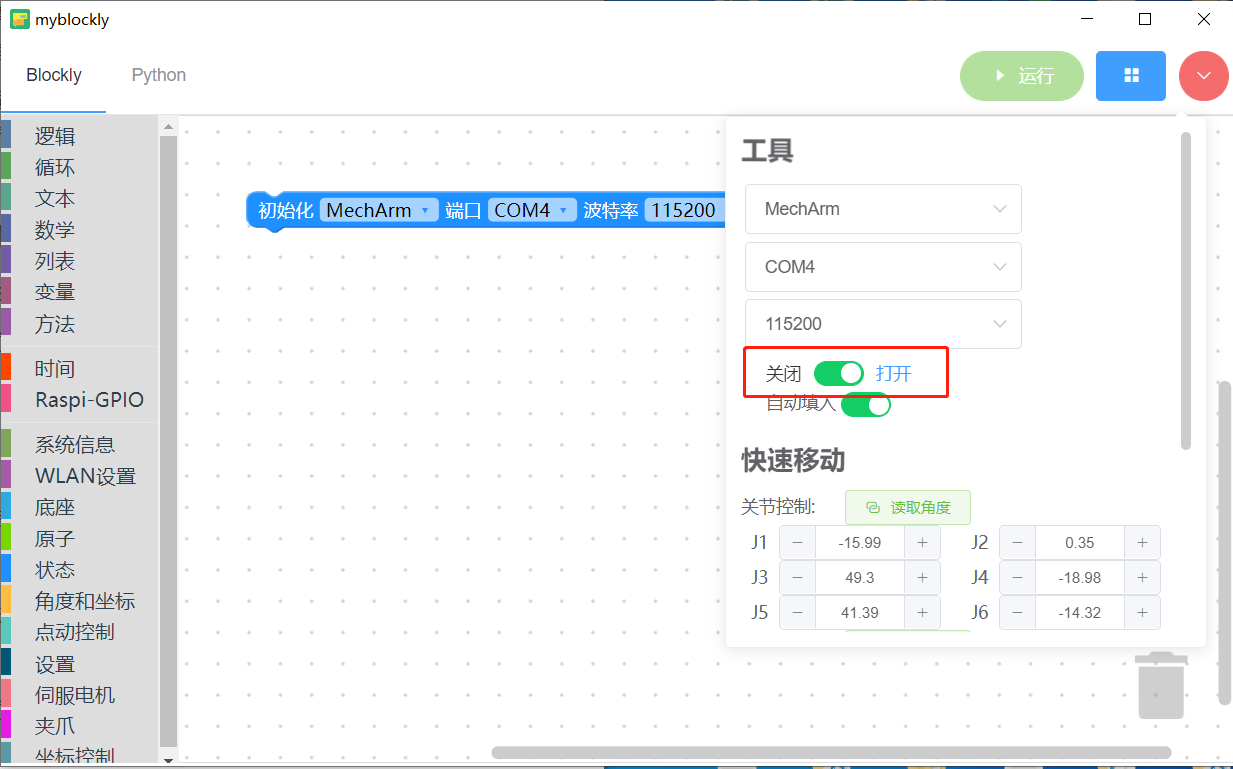 myblockly
Blockly Python
运行
逻辑
循环
文本
数学
列表
变量
方法
时间
Raspi-GPIO
系统信息
WLAN设置
底座
原子
状态
角度和坐标
点动控制
设置
伺服电机
夹爪
坐标控制
初始化 MechArm 端口 COM4 波特率 115200
工具
MechArm
COM4
115200
关闭 打开
自动填入
快速移动
关节控制: 读取角度
J1 − -15.99 + J2 − 0.35 +
J3 − 49.3 + J4 − -18.98 +
J5 − 41.39 + J6 − -14.32 +